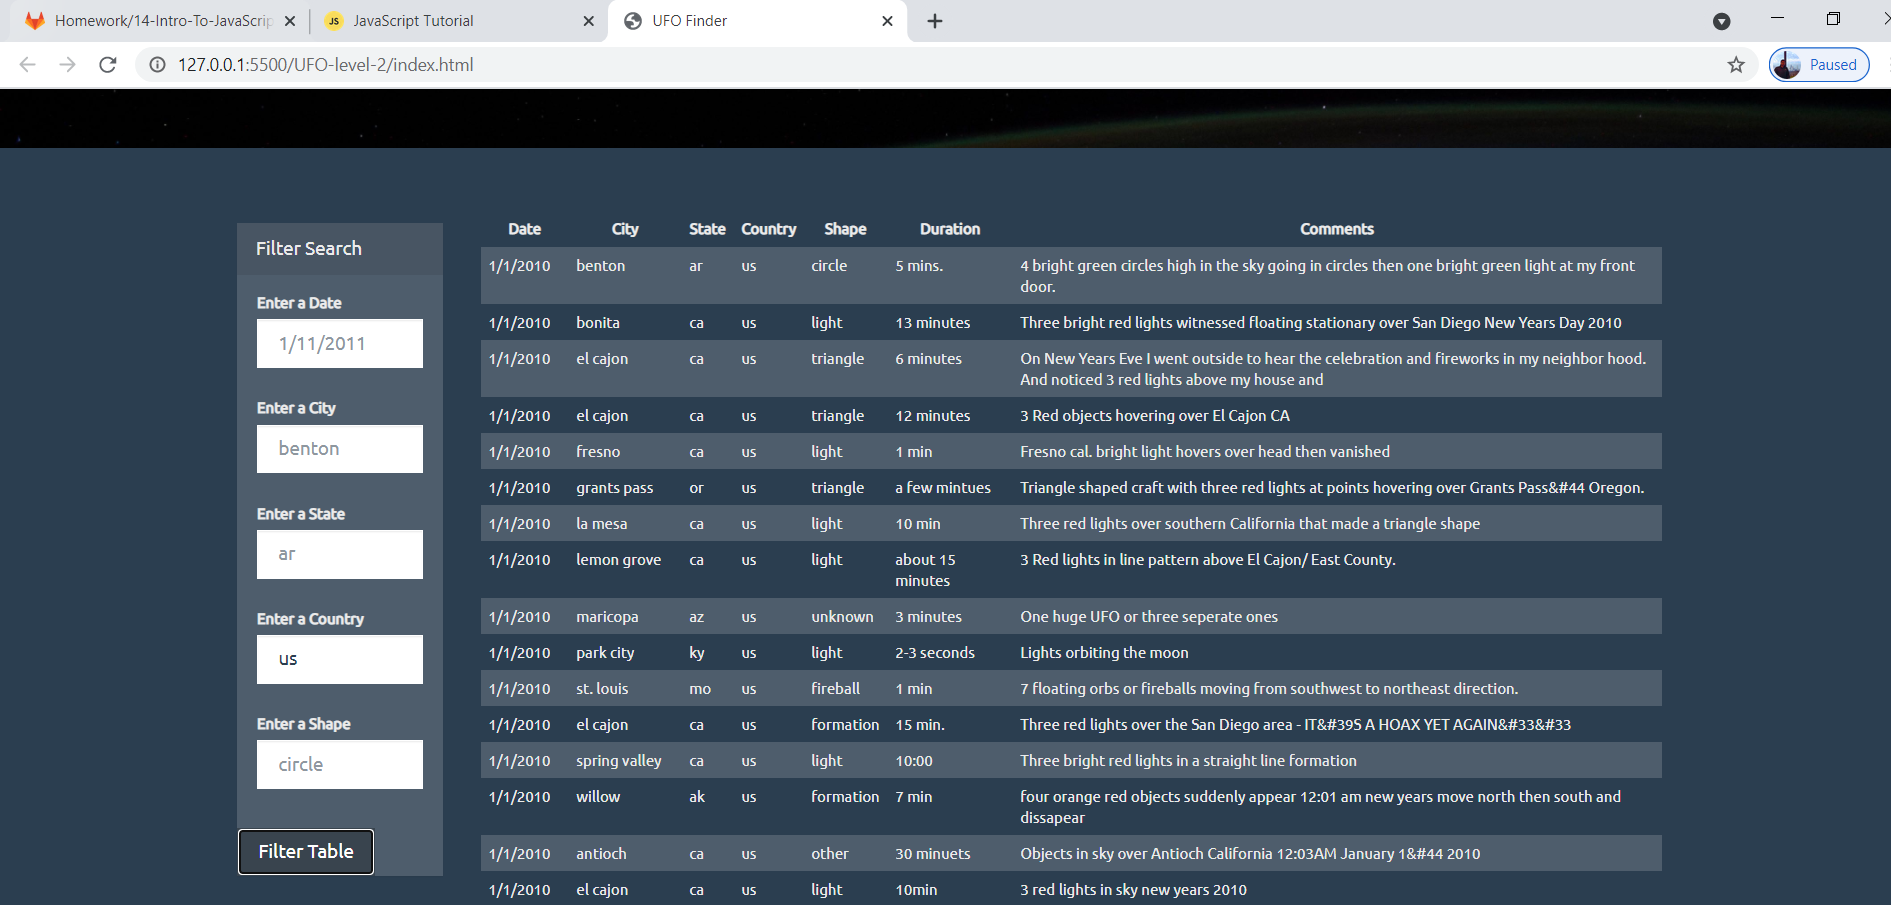 Homework/14-Intro-To-JavaScrip
JavaScript Tutorial
UFO Finder
127.0.0.1:5500/UFO-level-2/index.html
Paused
Filter Search
Enter a Date
1/11/2011
Enter a City
benton
Enter a State
ar
Enter a Country
us
Enter a Shape
circle
Filter Table
Date City State Country Shape Duration Comments
1/1/2010 benton ar us circle 5 mins. 4 bright green circles high in the sky going in circles then one bright green light at my front
door.
1/1/2010 bonita ca us light 13 minutes Three bright red lights witnessed floating stationary over San Diego New Years Day 2010
1/1/2010 el cajon ca us triangle 6 minutes On New Years Eve I went outside to hear the celebration and fireworks in my neighbor hood.
And noticed 3 red lights above my house and
1/1/2010 el cajon ca us triangle 12 minutes 3 Red objects hovering over El Cajon CA
1/1/2010 fresno ca us light 1 min Fresno cal. bright light hovers over head then vanished
1/1/2010 grants pass or us triangle a few mintues Triangle shaped craft with three red lights at points hovering over Grants Pass&#44 Oregon.
1/1/2010 la mesa ca us light 10 min Three red lights over southern California that made a triangle shape
1/1/2010 lemon grove ca us light about 15 3 Red lights in line pattern above El Cajon/ East County.
minutes
1/1/2010 maricopa az us unknown 3 minutes One huge UFO or three seperate ones
1/1/2010 park city ky us light 2-3 seconds Lights orbiting the moon
1/1/2010 st. louis mo us fireball 1 min 7 floating orbs or fireballs moving from southwest to northeast direction.
1/1/2010 el cajon ca us formation 15 min. Three red lights over the San Diego area - IT&#39S A HOAX YET AGAIN&#33&#33
1/1/2010 spring valley ca us light 10:00 Three bright red lights in a straight line formation
1/1/2010 willow ak us formation 7 min four orange red objects suddenly appear 12:01 am new years move north then south and
dissapear
1/1/2010 antioch ca us other 30 minuets Objects in sky over Antioch California 12:03AM January 1&#44 2010
1/1/2010 el cajon ca us light 10min 3 red lights in sky new years 2010